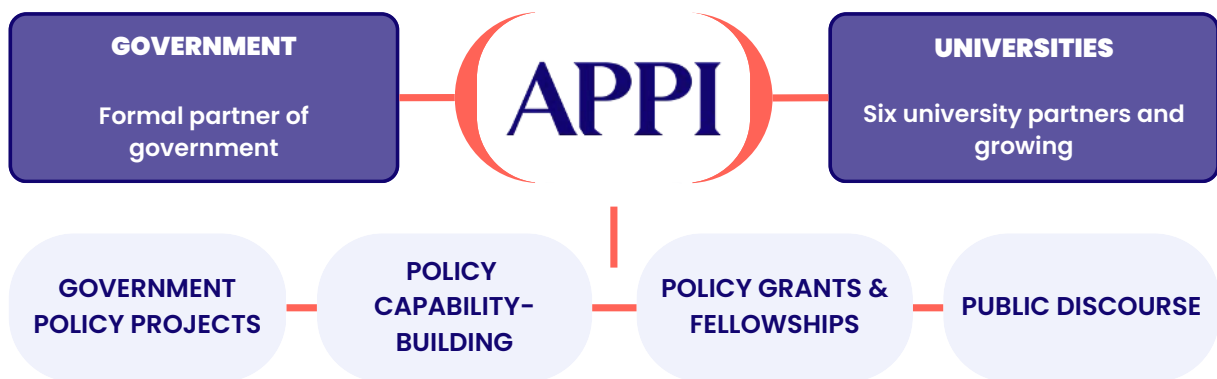 GOVERNMENT
Formal partner of
government
APPI
UNIVERSITIES
Six university partners and
growing
GOVERNMENT
POLICY PROJECTS
POLICY
CAPABILITY-
BUILDING
POLICY GRANTS &
FELLOWSHIPS
PUBLIC DISCOURSE